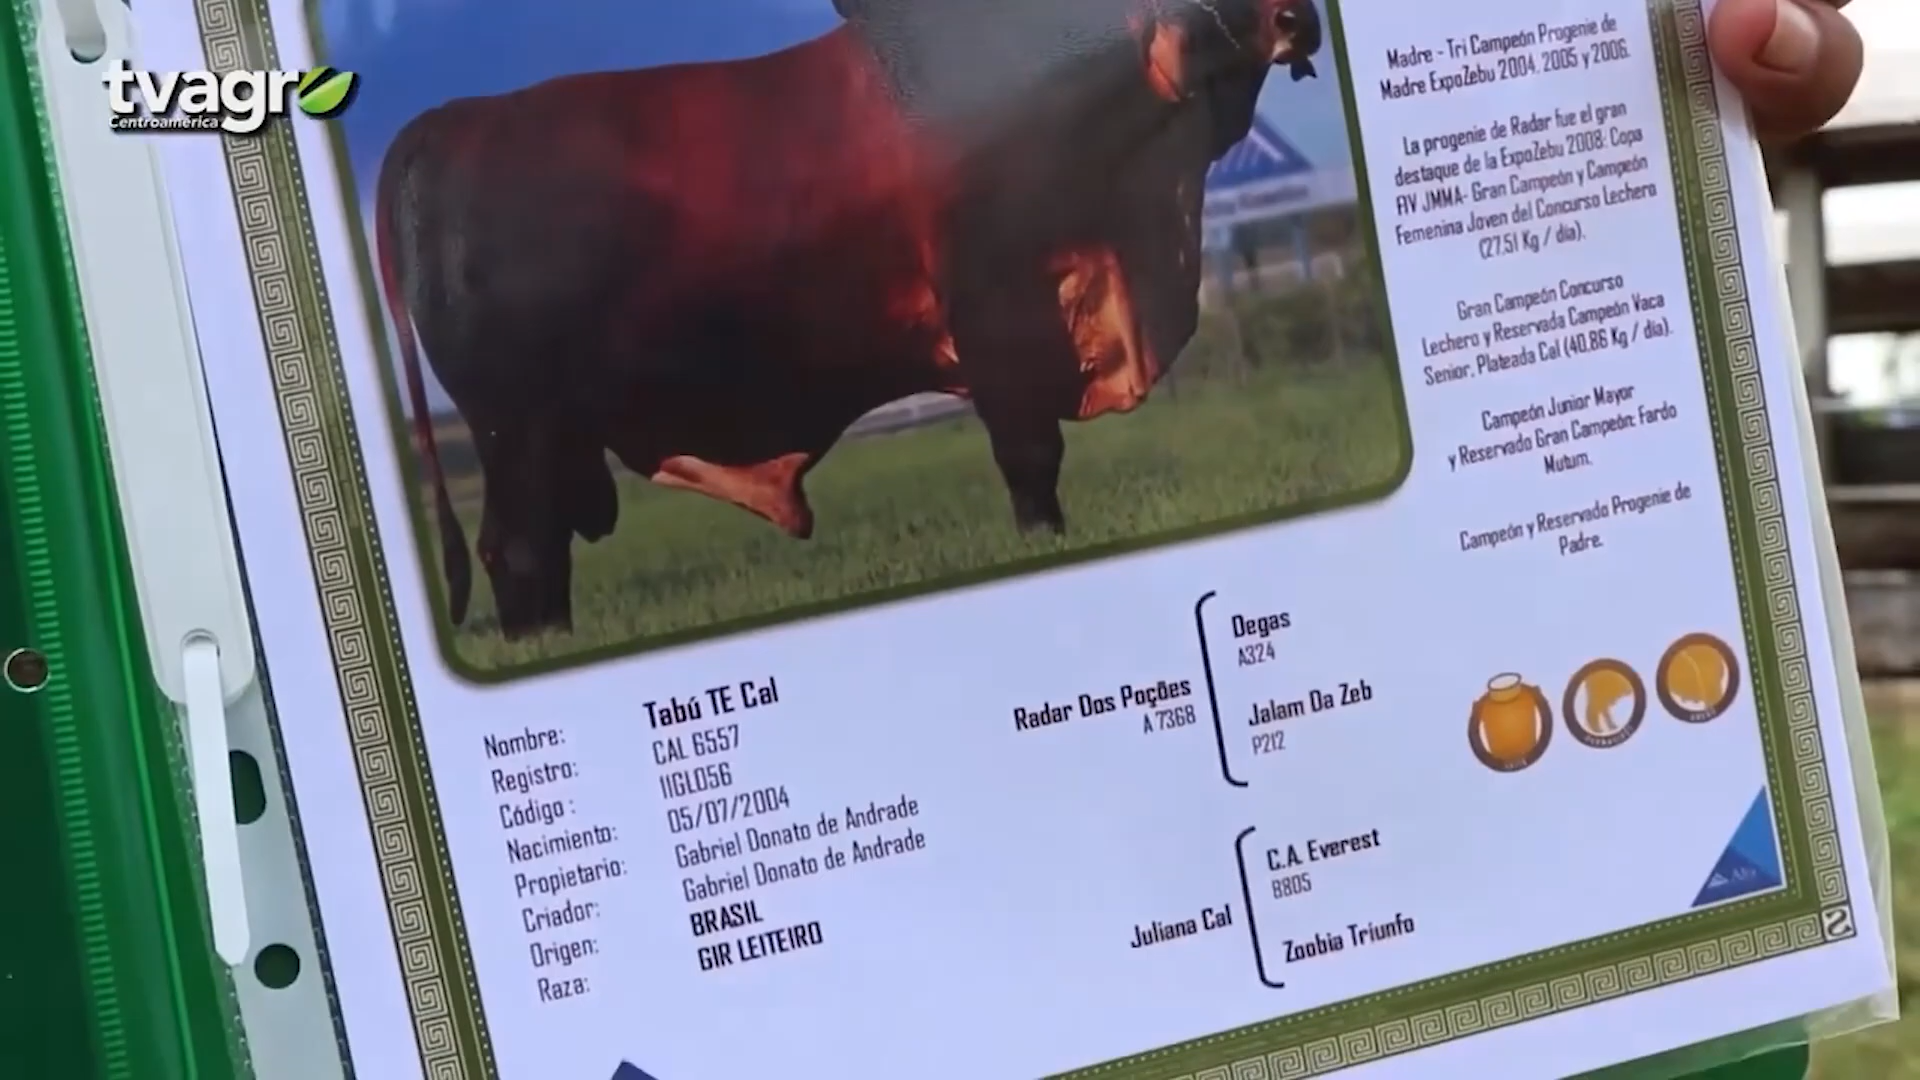 tvagro
Centroamérica
Madre - Tri Campeón Progenie de
Madre ExpoZebu 2004, 2005 y 2006.
La progenie de Radar fue el gran
destaque de la ExpoZebu 2008: Copa
FIV JMMA- Gran Campeón y Campeón
Femenina Joven del Concurso Lechero
(27,51 Kg / día).
Gran Campeón Concurso
Lechero y Reservada Campeón Vaca
Senior, Plateada Cal (40,86 Kg / día).
Campeón Junior Mayor
y Reservado Gran Campeón: Fardo
Mutum.
Campeón y Reservado Progenie de
Padre.
Nombre: Tabú TE Cal
Registro: CAL 6557
Código : 11GL056
Nacimiento: 05/07/2004
Propietario: Gabriel Donato de Andrade
Criador: Gabriel Donato de Andrade
Origen: BRASIL
Raza: GIR LEITEIRO
Radar Dos Poções
A 7368
Degas
A324
Jalam Da Zeb
P212
Juliana Cal
C.A. Everest
B805
Zoobia Triunfo
Alta